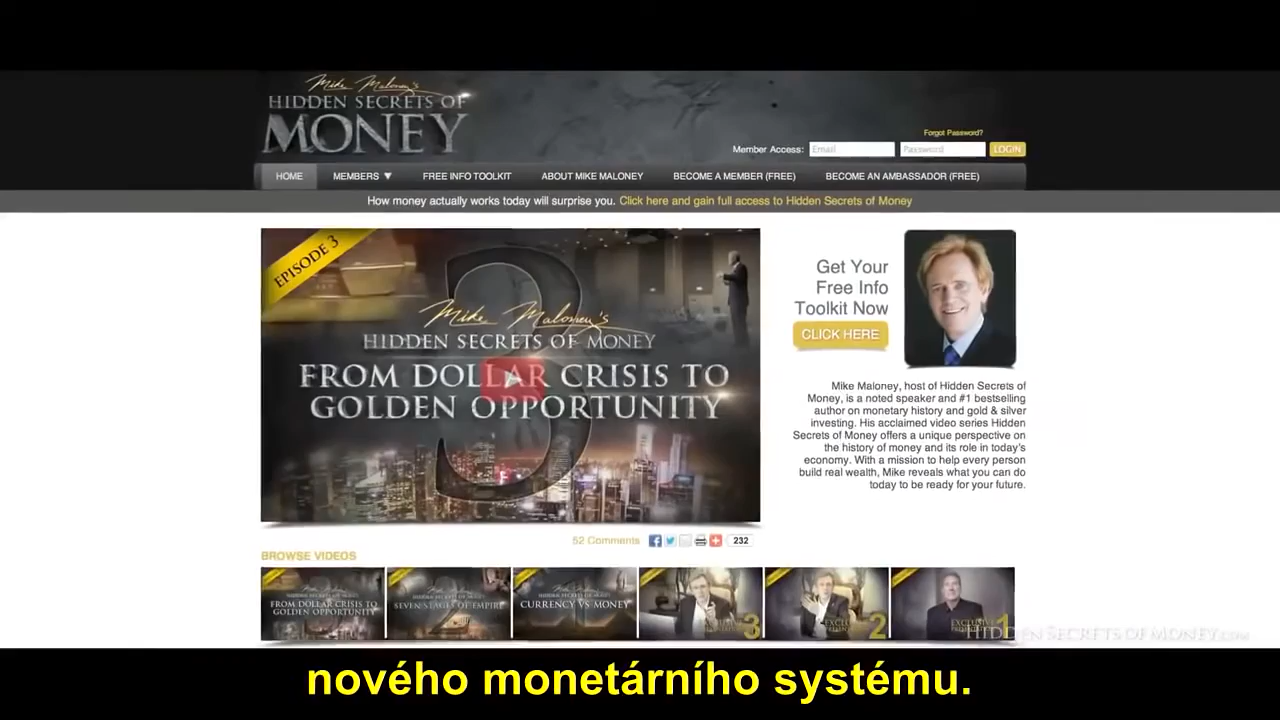 Mike Maloney's
HIDDEN SECRETS OF
MONEY
Forgot Password?
Member Access: Email Password LOGIN
HOME MEMBERS ▼ FREE INFO TOOLKIT ABOUT MIKE MALONEY BECOME A MEMBER (FREE) BECOME AN AMBASSADOR (FREE)
How money actually works today will surprise you. Click here and gain full access to Hidden Secrets of Money
EPISODE 3
3
Mike Maloney's
HIDDEN SECRETS OF MONEY
FROM DOLLAR CRISIS TO
GOLDEN OPPORTUNITY
Get Your
Free Info
Toolkit Now
CLICK HERE
Mike Maloney, host of Hidden Secrets of
Money, is a noted speaker and #1 bestselling
author on monetary history and gold & silver
investing. His acclaimed video series Hidden
Secrets of Money offers a unique perspective on
the history of money and its role in today's
economy. With a mission to help every person
build real wealth, Mike reveals what you can do
today to be ready for your future.
52 Comments 232
BROWSE VIDEOS
FROM DOLLAR CRISIS TO
GOLDEN OPPORTUNITY
SEVEN STAGES OF EMPIRE
2
CURRENCY VS MONEY
3
2
1
HIDDEN SECRETS OF MONEY.COM
nového monetárního systému.